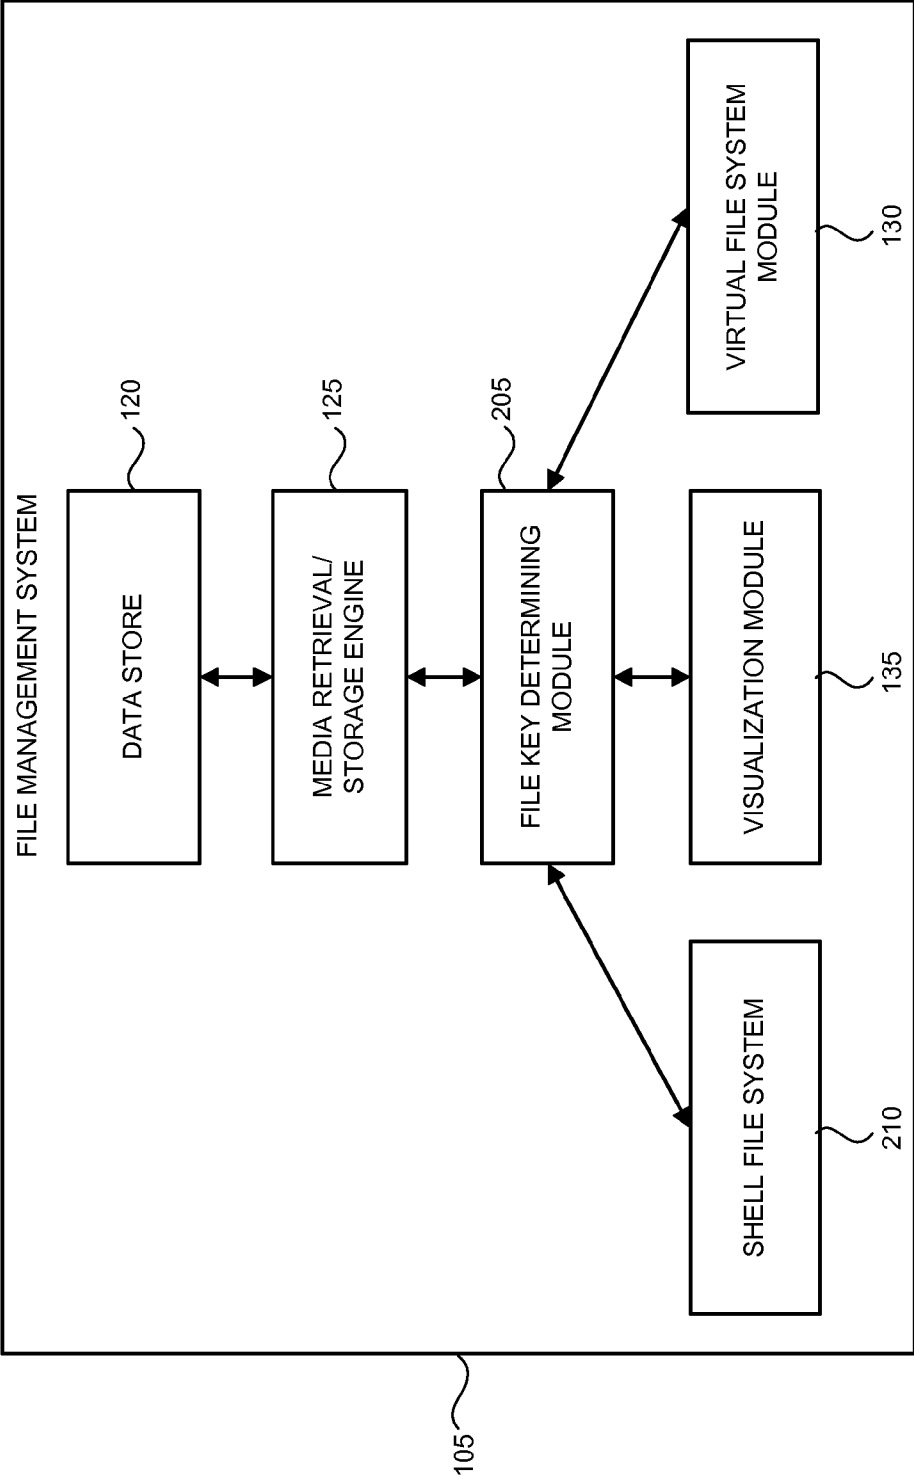 FILE MANAGEMENT SYSTEM
DATA STORE
120
MEDIA RETRIEVAL/
STORAGE ENGINE
125
FILE KEY DETERMINING
MODULE
205
SHELL FILE SYSTEM
210
VISUALIZATION MODULE
135
VIRTUAL FILE SYSTEM
MODULE
130
105